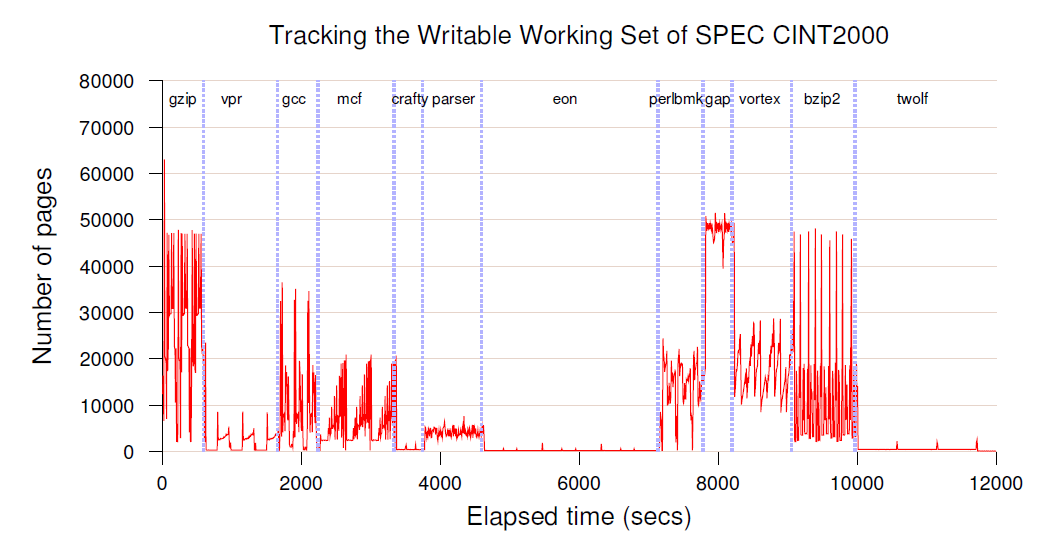 Tracking the Writable Working Set of SPEC CINT2000
Number of pages
80000
70000
60000
50000
40000
30000
20000
10000
0
gzip vpr gcc mcf crafty parser eon perlbmk gap vortex bzip2 twolf
0 2000 4000 6000 8000 10000 12000
Elapsed time (secs)